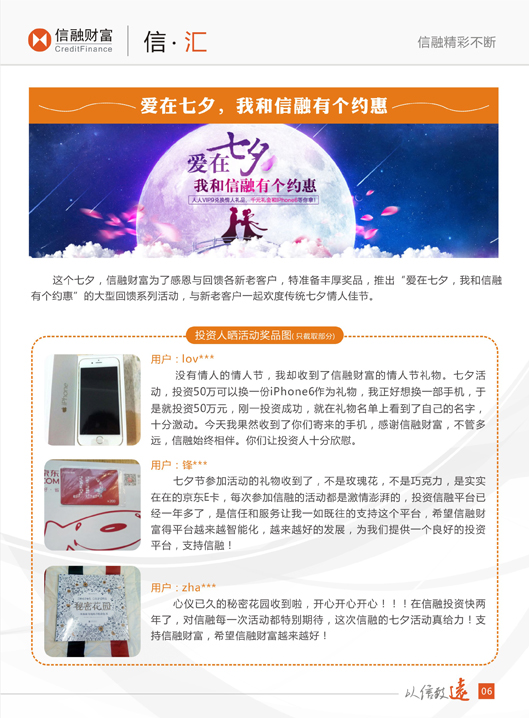 信融财富
CreditFinance
信·汇
信融精彩不断
爱在七夕，我和信融有个约惠
爱在七夕
我和信融有个约惠
这个七夕，信融财富为了感恩与回馈各新老客户，特准备丰厚奖品，推出“爱在七夕，我和信融
有个约惠”的大型回馈系列活动，与新老客户一起欢度传统七夕情人佳节。
投资人晒活动奖品图(只截取部分)
用户：lov***
没有情人的情人节，我却收到了信融财富的情人节礼物。七夕活
动，投资50万可以换一份iPhone6作为礼物，我正好想换一部手机，于
是就投资50万元，刚一投资成功，就在礼物名单上看到了自己的名字，
十分激动。今天我果然收到了你们寄来的手机，感谢信融财富，不管多
远，信融始终相伴。你们让投资人十分欣慰。
iPhone
用户：锋***
七夕节参加活动的礼物收到了，不是玫瑰花，不是巧克力，是实实
在在的京东E卡，每次参加信融的活动都是激情澎湃的，投资信融平台已
经一年多了，是信任和服务让我一如既往的支持这个平台，希望信融财
富得平台越来越智能化，越来越好的发展，为我们提供一个良好的投资
平台，支持信融！
用户：zha***
心仪已久的秘密花园收到啦，开心开心开心！！！在信融投资快两
年了，对信融每一次活动都特别期待，这次信融的七夕活动真给力！支
持信融财富，希望信融财富越来越好！
秘密花园
以信致远
06